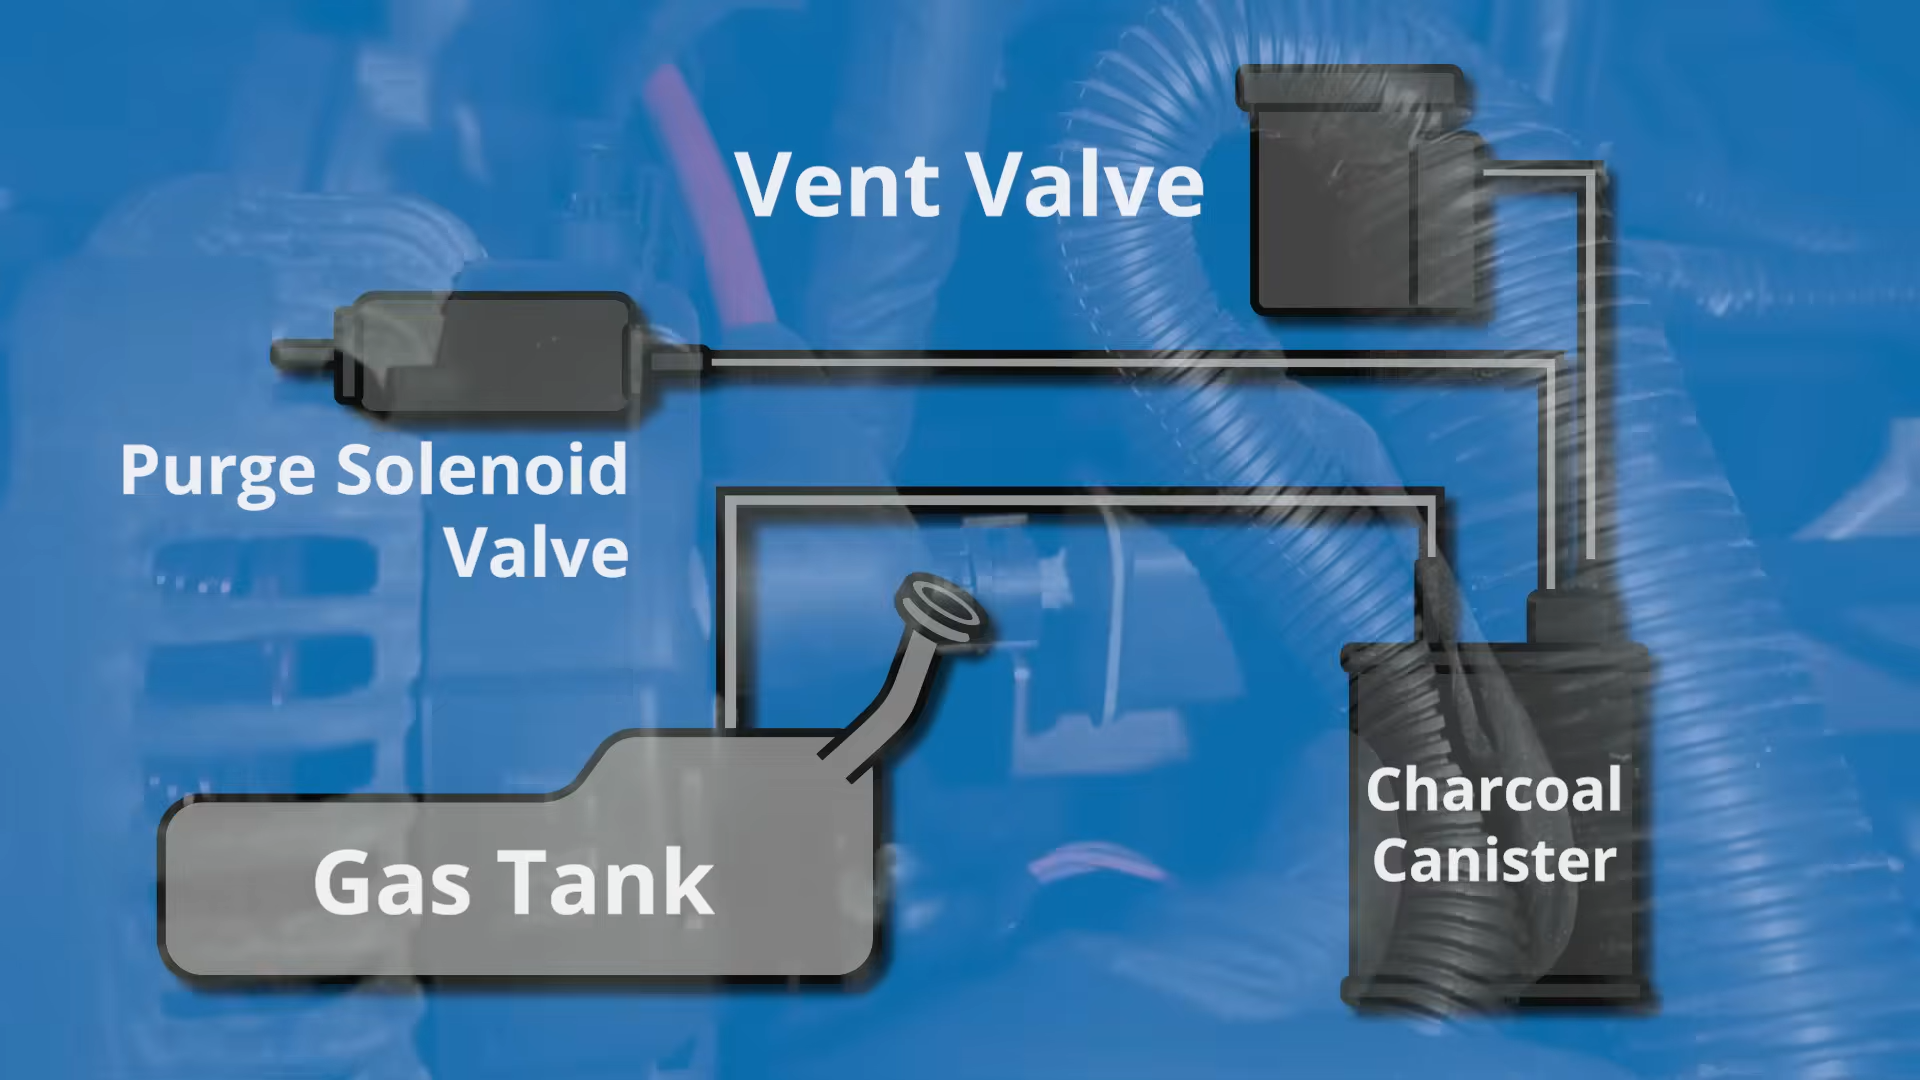 Vent Valve
Purge Solenoid
Valve
Gas Tank
Charcoal
Canister